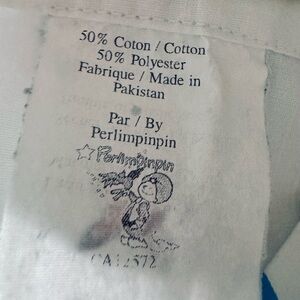 50% Coton / Cotton
50% Polyester
Fabrique / Made in
Pakistan
Par / By
Perlimpinpin
Perlimpinpin